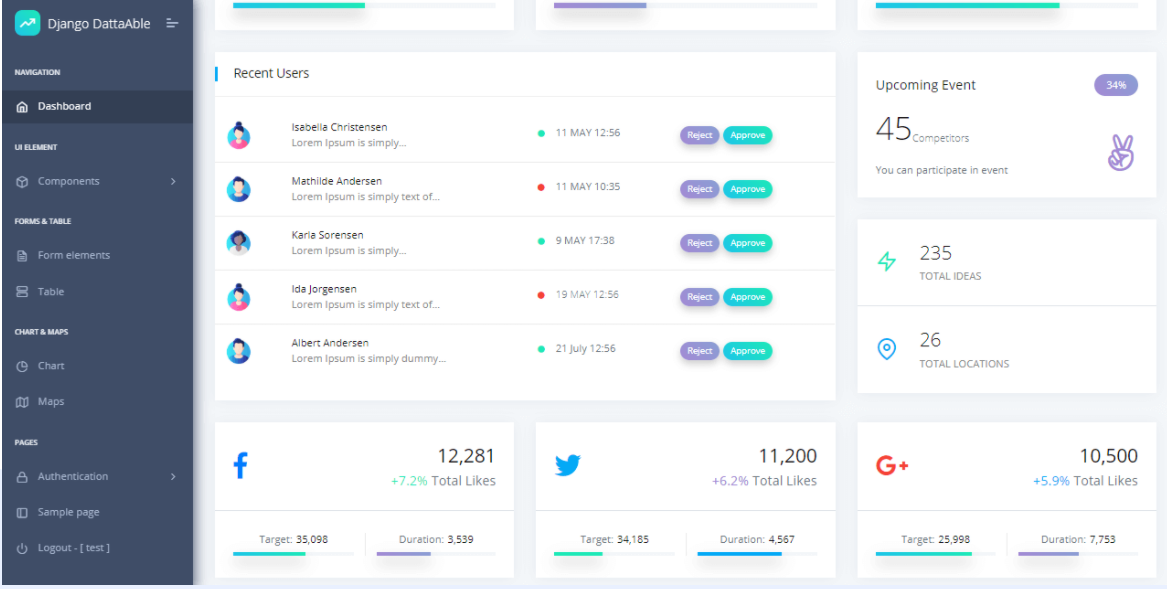 Django DattaAble
NAVIGATION
Dashboard
UI ELEMENT
Components
FORMS & TABLE
Form elements
Table
CHART & MAPS
Chart
Maps
PAGES
Authentication
Sample page
Logout - [ test ]
Recent Users
Isabella Christensen
Lorem Ipsum is simply...
11 MAY 12:56
Reject Approve
Mathilde Andersen
Lorem Ipsum is simply text of...
11 MAY 10:35
Reject Approve
Karla Sorensen
Lorem Ipsum is simply...
9 MAY 17:38
Reject Approve
Ida Jorgensen
Lorem Ipsum is simply text of...
19 MAY 12:56
Reject Approve
Albert Andersen
Lorem Ipsum is simply dummy...
21 July 12:56
Reject Approve
Upcoming Event
34%
45 Competitors
You can participate in event
235
TOTAL IDEAS
26
TOTAL LOCATIONS
12,281
+7.2% Total Likes
Target: 35,098 Duration: 3,539
11,200
+6.2% Total Likes
Target: 34,185 Duration: 4,567
G+
10,500
+5.9% Total Likes
Target: 25,998 Duration: 7,753